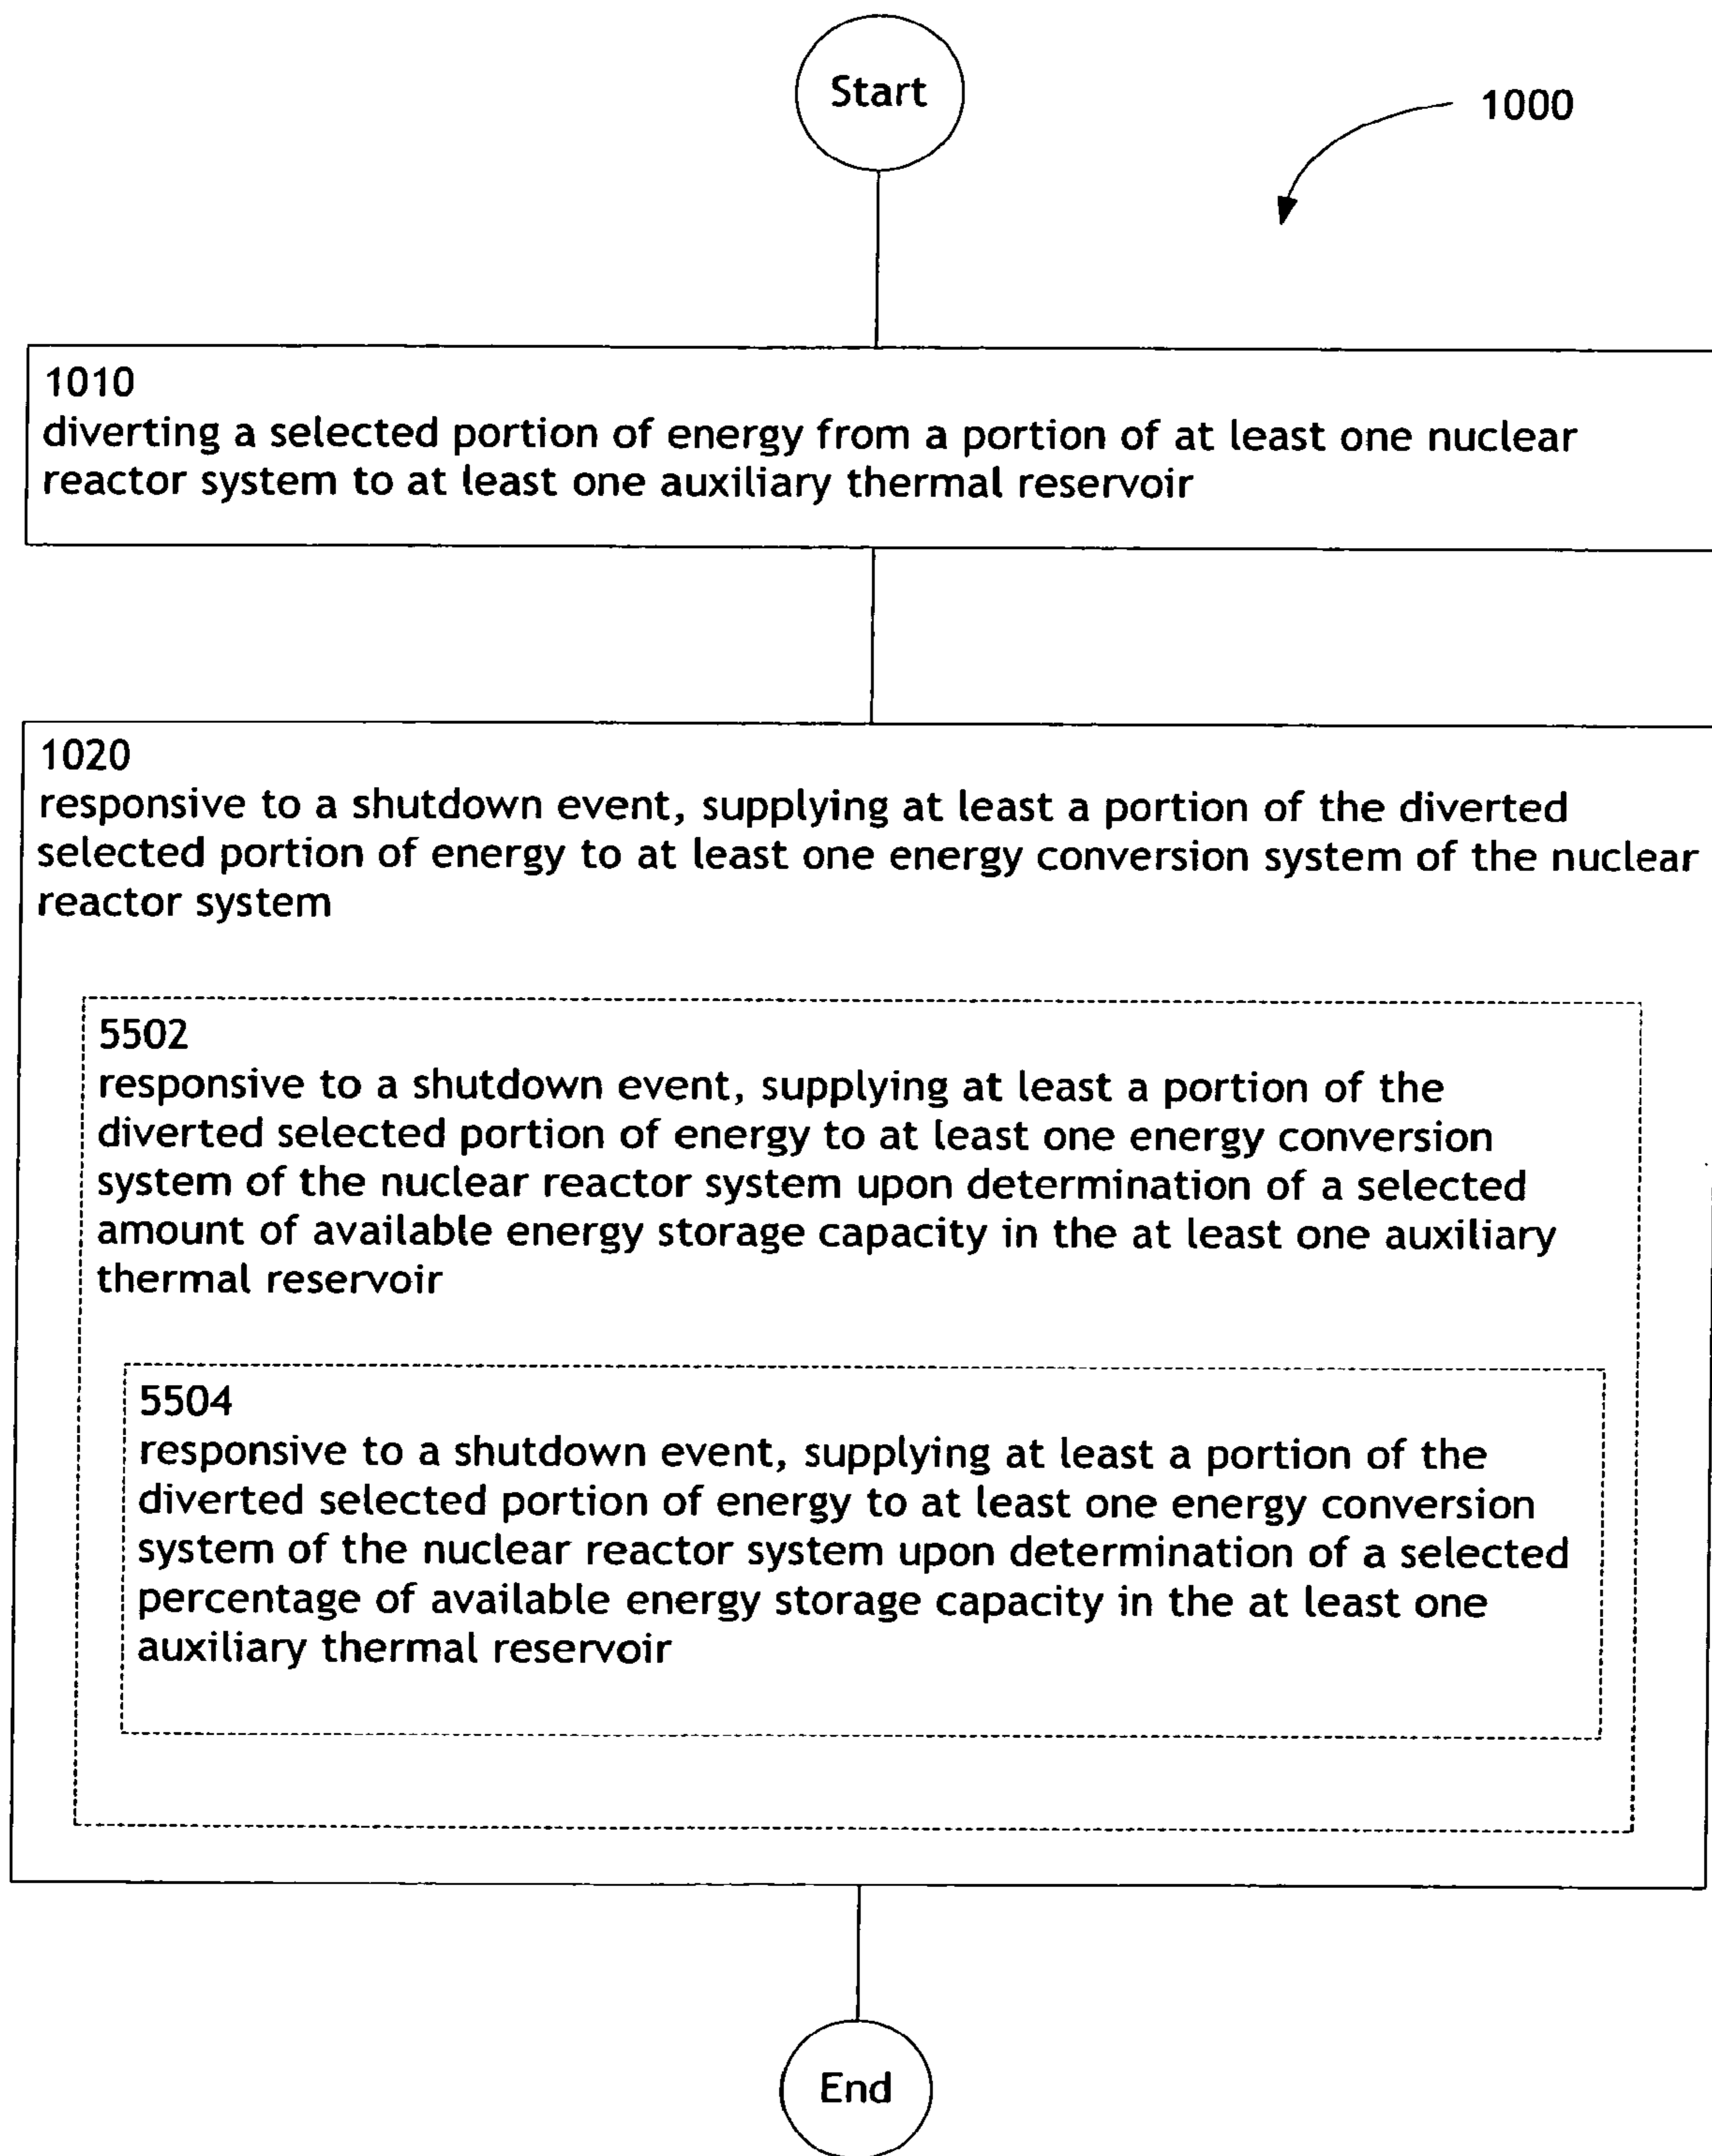 Start
1000
1010
diverting a selected portion of energy from a portion of at least one nuclear
reactor system to at least one auxiliary thermal reservoir
1020
responsive to a shutdown event, supplying at least a portion of the diverted
selected portion of energy to at least one energy conversion system of the nuclear
reactor system
5502
responsive to a shutdown event, supplying at least a portion of the
diverted selected portion of energy to at least one energy conversion
system of the nuclear reactor system upon determination of a selected
amount of available energy storage capacity in the at least one auxiliary
thermal reservoir
5504
responsive to a shutdown event, supplying at least a portion of the
diverted selected portion of energy to at least one energy conversion
system of the nuclear reactor system upon determination of a selected
percentage of available energy storage capacity in the at least one
auxiliary thermal reservoir
End